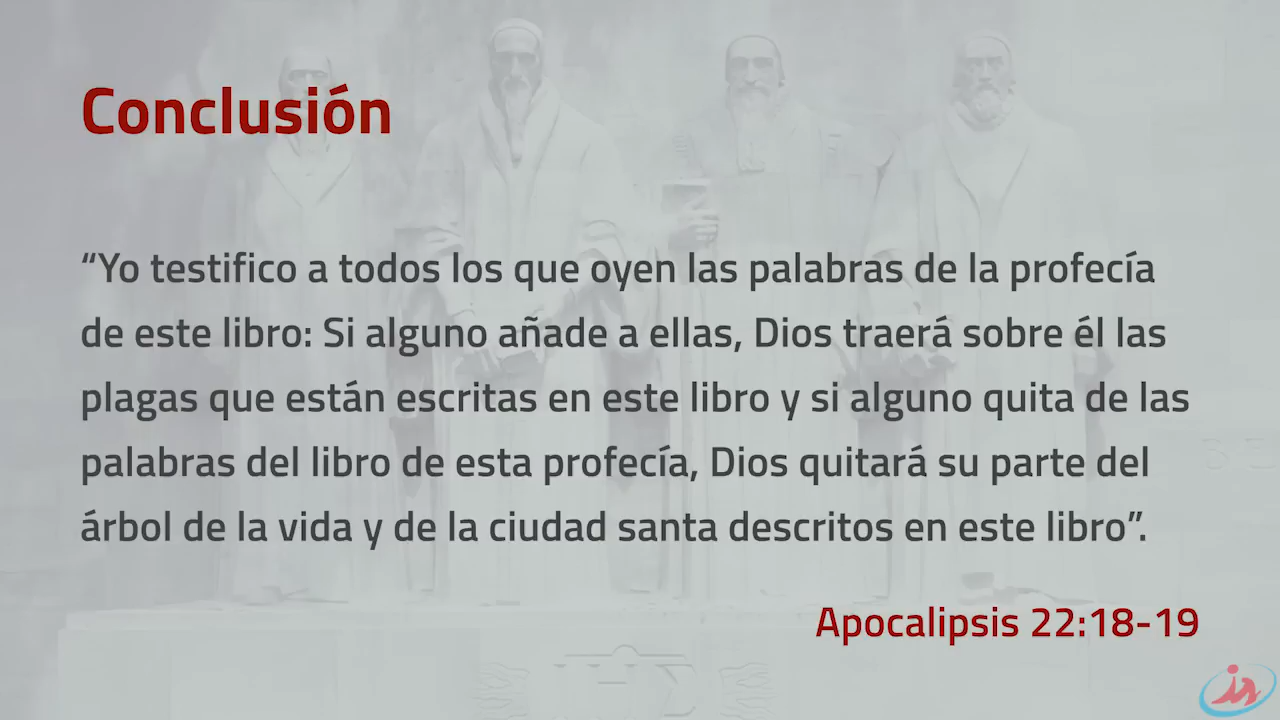 Conclusión
“Yo testifico a todos los que oyen las palabras de la profecía
de este libro: Si alguno añade a ellas, Dios traerá sobre él las
plagas que están escritas en este libro y si alguno quita de las
palabras del libro de esta profecía, Dios quitará su parte del
árbol de la vida y de la ciudad santa descritos en este libro”.
Apocalipsis 22:18-19